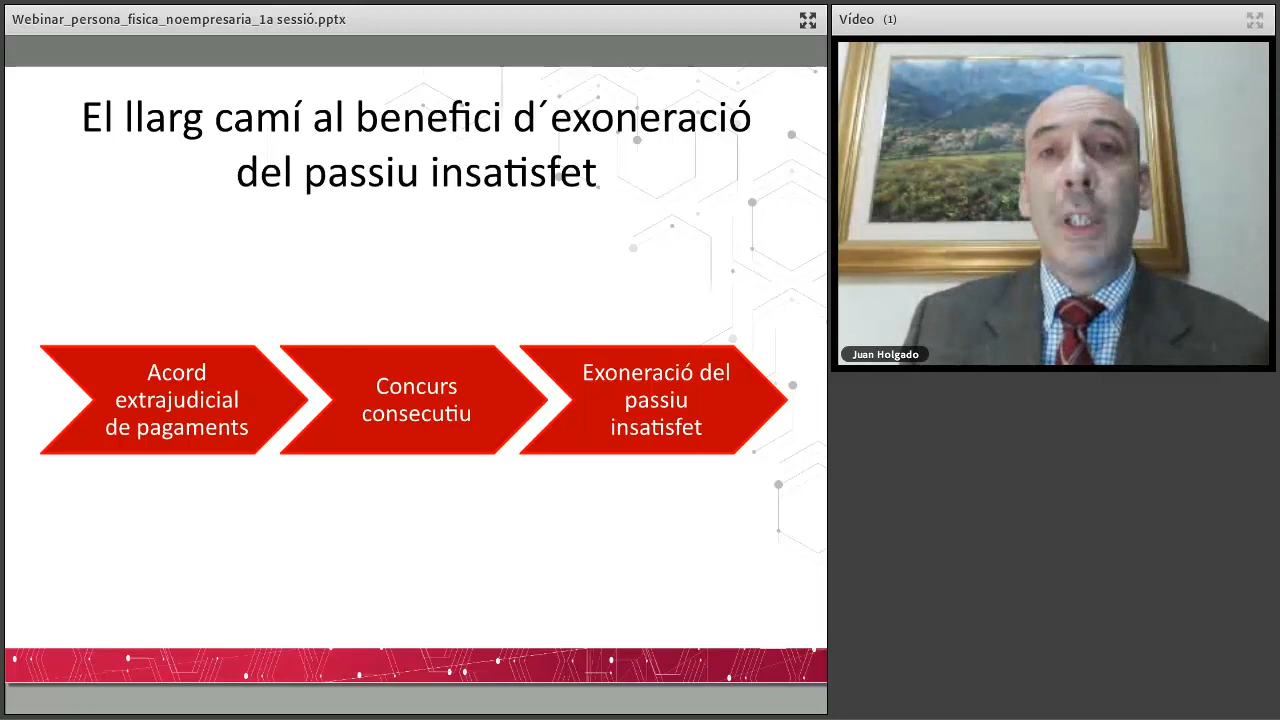 Webinar_persona_fisica_noempresaria_1a sessió.pptx
Vídeo (1)
El llarg camí al benefici d´exoneració
del passiu insatisfet
Acord
extrajudicial
de pagaments
Concurs
consecutiu
Exoneració del
passiu
insatisfet
Juan Holgado